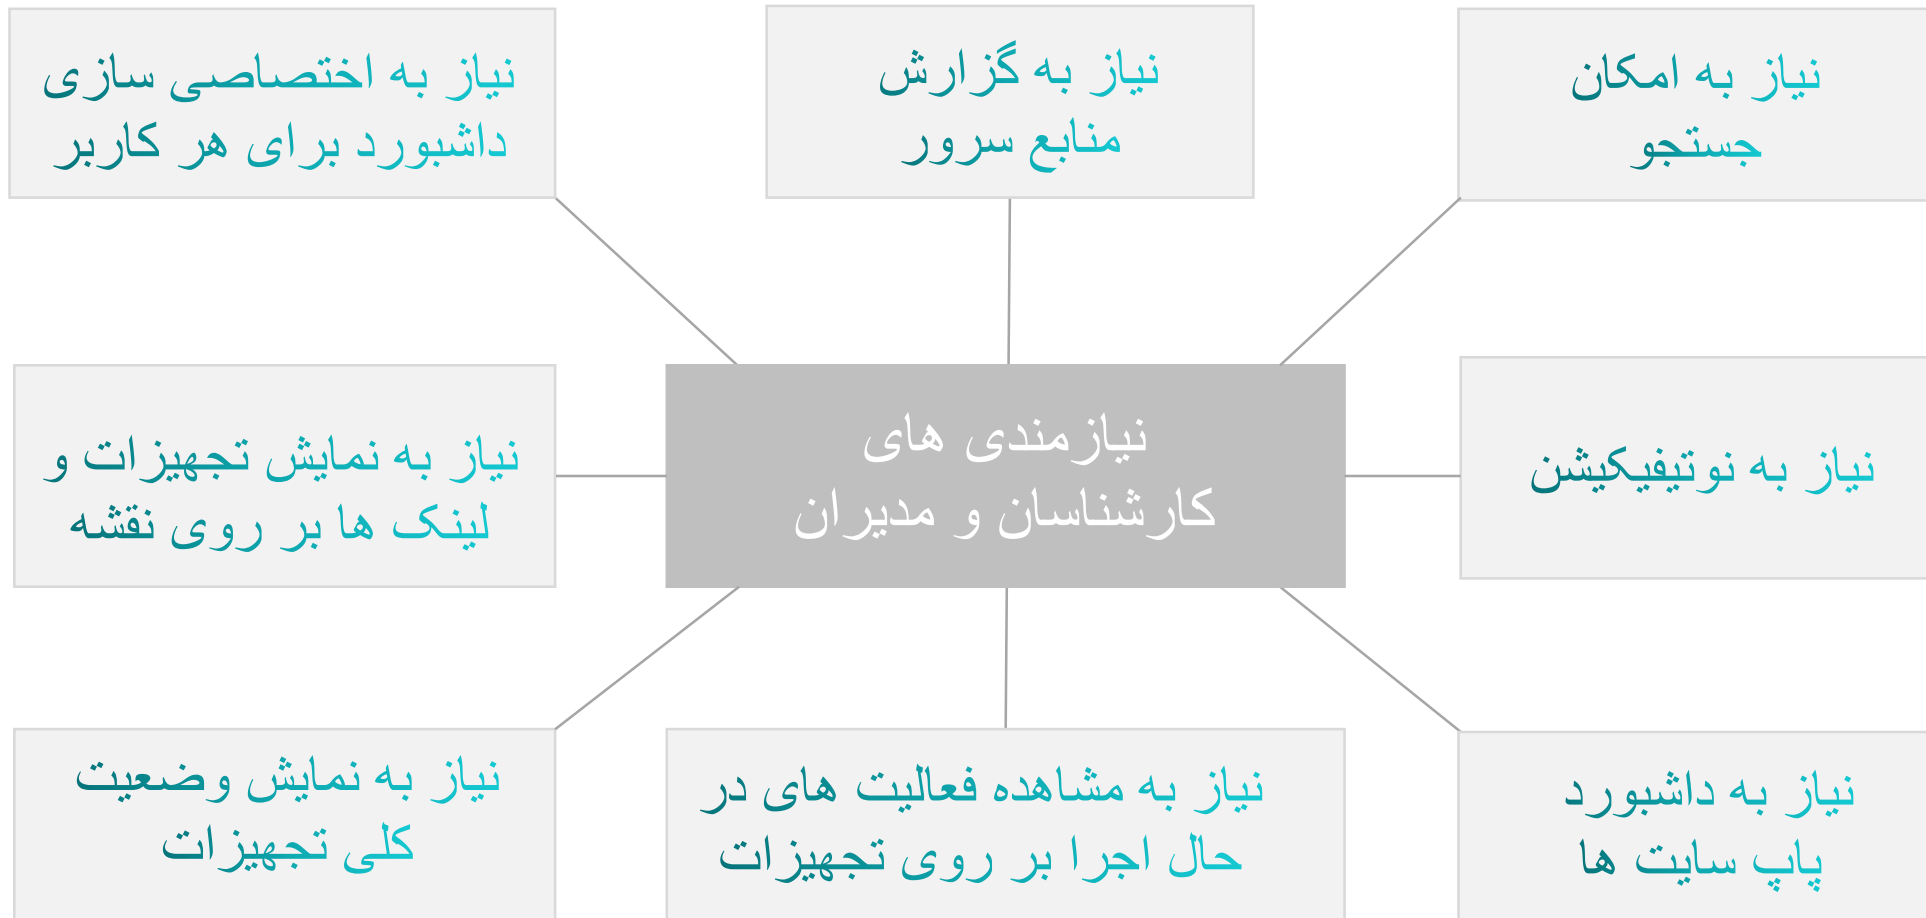 نیاز به امکان
جستجو
نیاز به گزارش
منابع سرور
نیاز به اختصاصی سازی
داشبورد برای هر کاربر
نیاز به نوتیفیکیشن
نیازمندی های
کارشناسان و مدیران
نیاز به نمایش تجهیزات و
لینک ها بر روی نقشه
نیاز به داشبورد
پاپ سایت ها
نیاز به مشاهده فعالیت های در
حال اجرا بر روی تجهیزات
نیاز به نمایش وضعیت
کلی تجهیزات